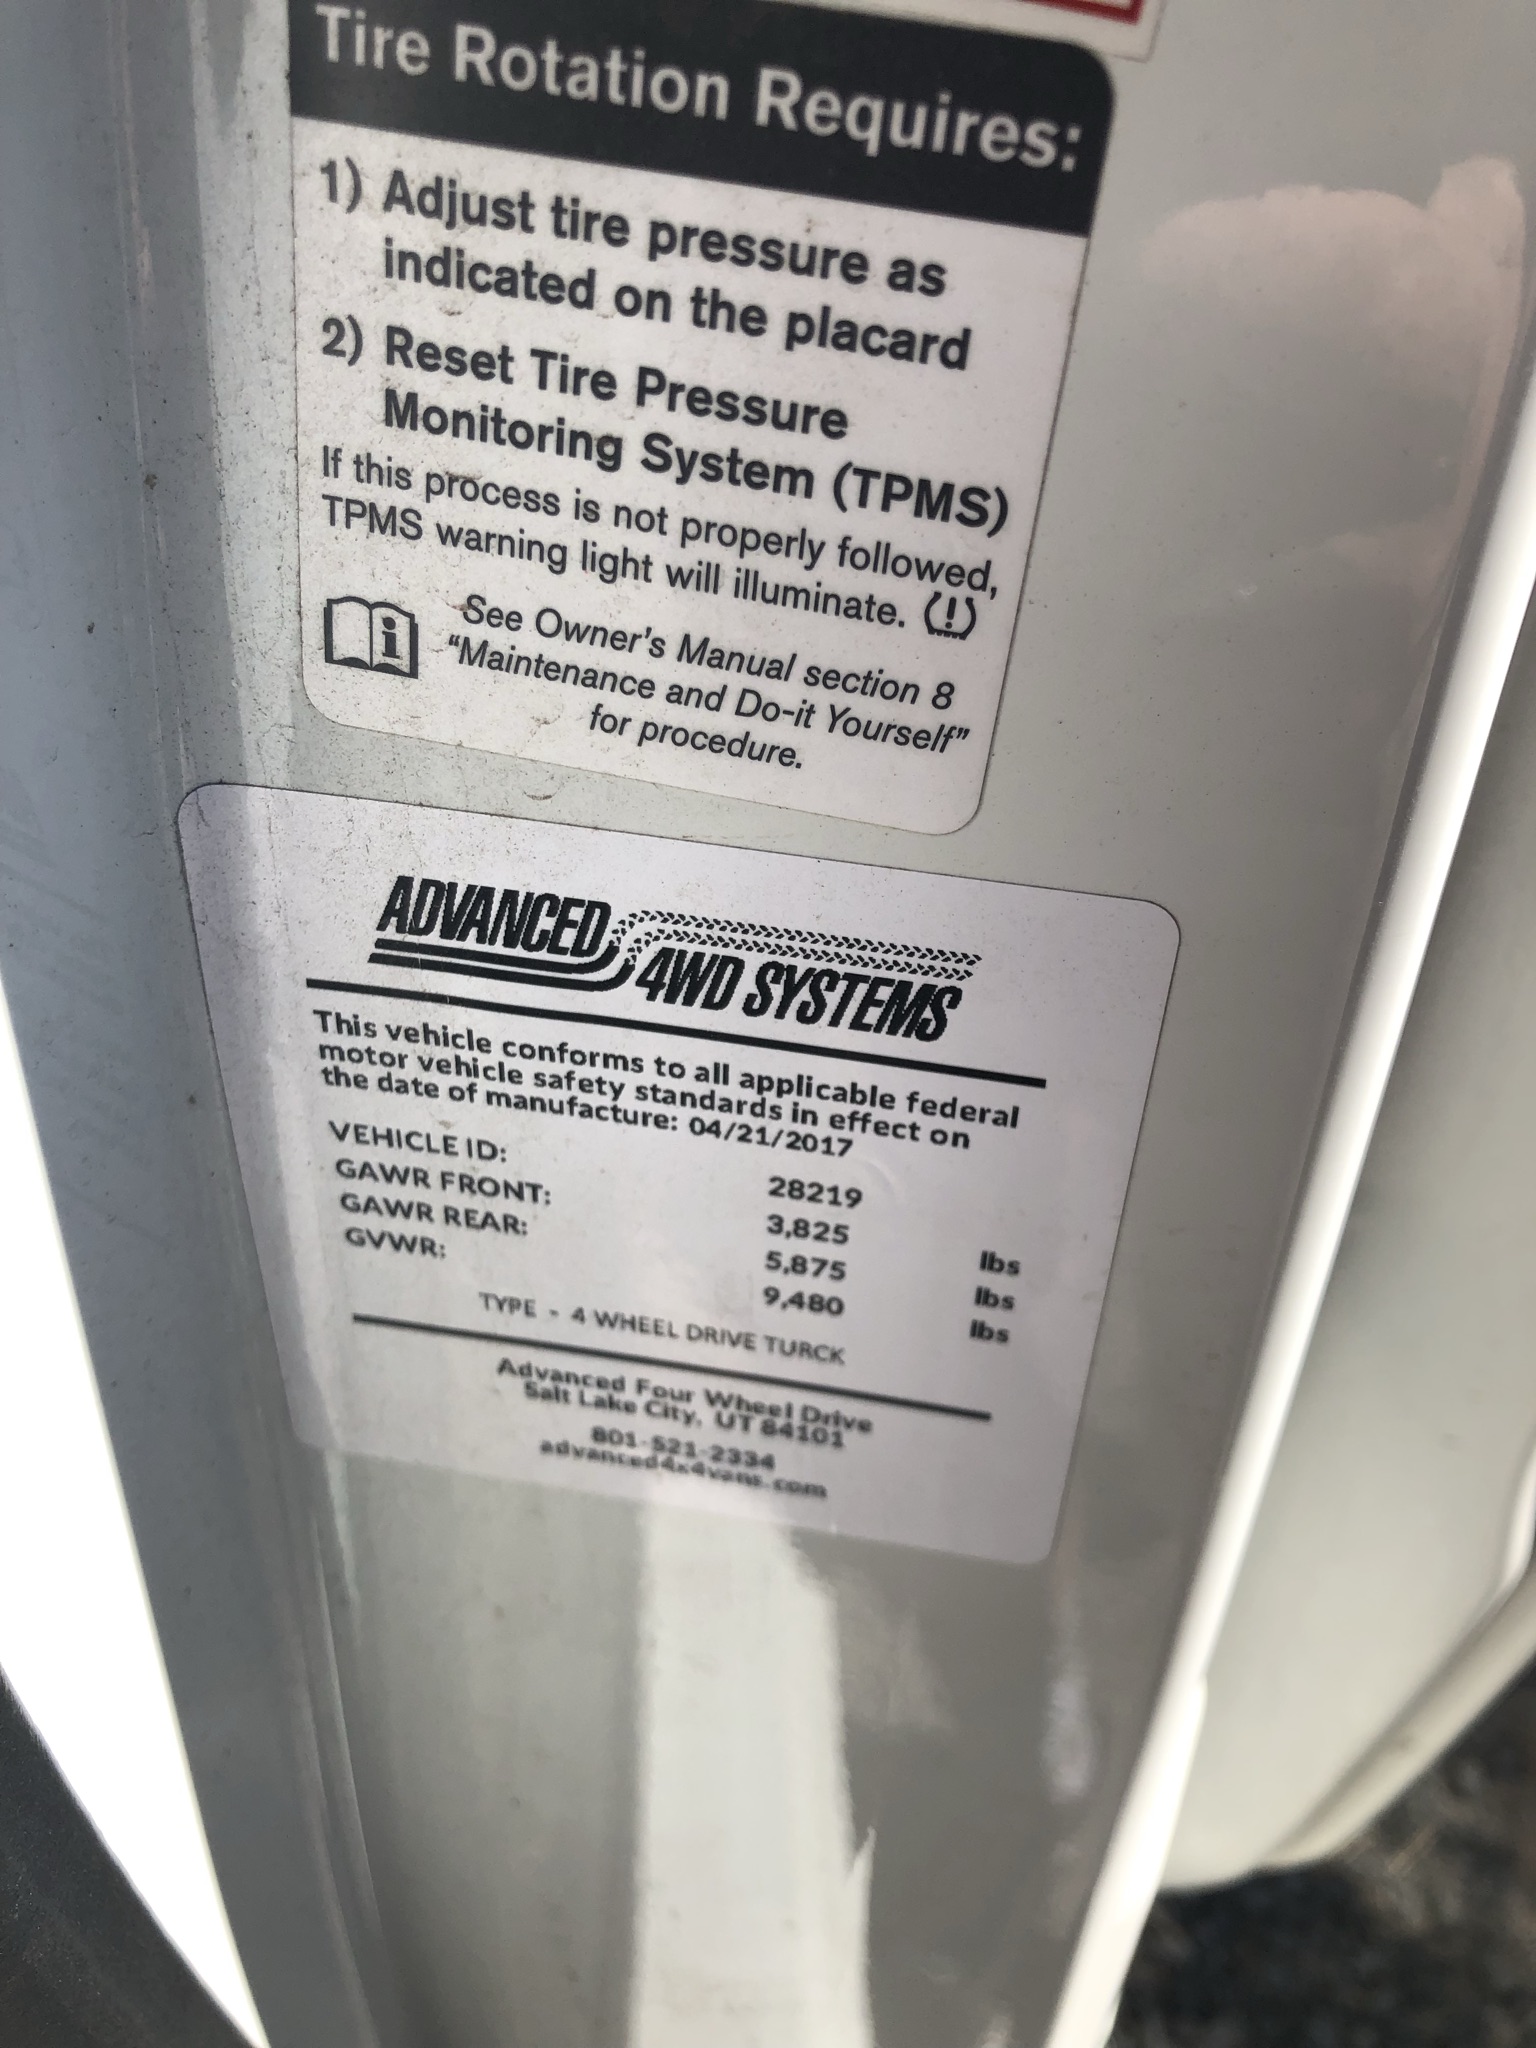 Tire Rotation Requires:
1) Adjust tire pressure as
indicated on the placard
2) Reset Tire Pressure
Monitoring System (TPMS)
If this process is not properly followed,
TPMS warning light will illuminate. (!)
i
See Owner's Manual section 8
"Maintenance and Do-it Yourself"
for procedure.
ADVANCED
4WD SYSTEMS
This vehicle conforms to all applicable federal
motor vehicle safety standards in effect on
the date of manufacture: 04/21/2017
VEHICLE ID: 28219
GAWR FRONT: 3,825 lbs
GAWR REAR: 5,875 lbs
GVWR: 9,480 lbs
TYPE - 4 WHEEL DRIVE TURCK
Advanced Four Wheel Drive
Salt Lake City, UT 84101
801-521-2334
advanced4x4vans.com